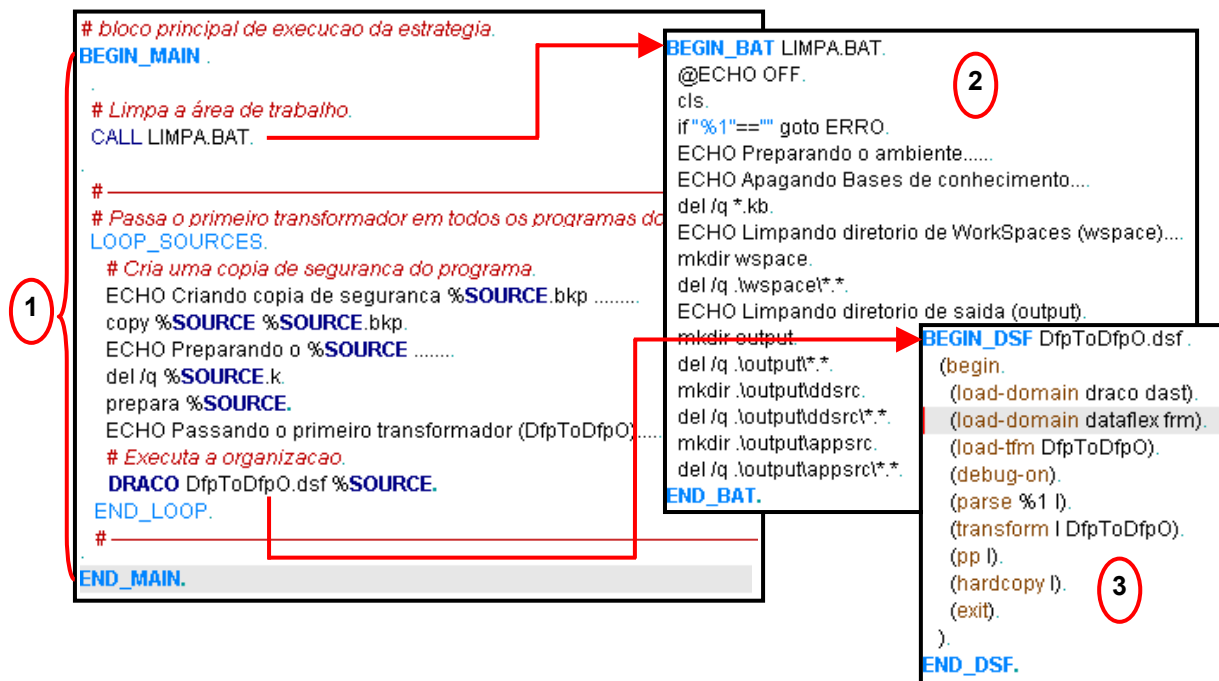 # bloco principal de execucao da estrategia.
BEGIN_MAIN .
.
# Limpa a área de trabalho.
CALL LIMPA.BAT.
.
#
# Passa o primeiro transformador em todos os programas do
LOOP_SOURCES.
# Cria uma copia de seguranca do programa.
ECHO Criando copia de seguranca %SOURCE.bkp .........
copy %SOURCE %SOURCE.bkp.
ECHO Preparando o %SOURCE ........
del /q %SOURCE.k.
prepara %SOURCE.
ECHO Passando o primeiro transformador (DfpToDfpO).....
# Executa a organizacao.
DRACO DfpToDfpO.dsf %SOURCE.
END_LOOP.
#
.
END_MAIN.
1
BEGIN_BAT LIMPA.BAT.
@ECHO OFF.
cls.
if "%1"=="" goto ERRO.
ECHO Preparando o ambiente......
ECHO Apagando Bases de conhecimento....
del /q *.kb.
ECHO Limpando diretorio de WorkSpaces (wspace)....
mkdir wspace.
del /q .\wspace\*.*.
ECHO Limpando diretorio de saida (output).
mkdir output.
del /q .\output\*.*.
mkdir .\output\ddsrc.
del /q .\output\ddsrc\*.*.
mkdir .\output\appsrc.
del /q .\output\appsrc\*.*.
END_BAT.
2
BEGIN_DSF DfpToDfpO.dsf .
(begin.
(load-domain draco dast).
(load-domain dataflex frm).
(load-tfm DfpToDfpO).
(debug-on).
(parse %1 l).
(transform l DfpToDfpO).
(pp l).
(hardcopy l).
(exit).
).
END_DSF.
3